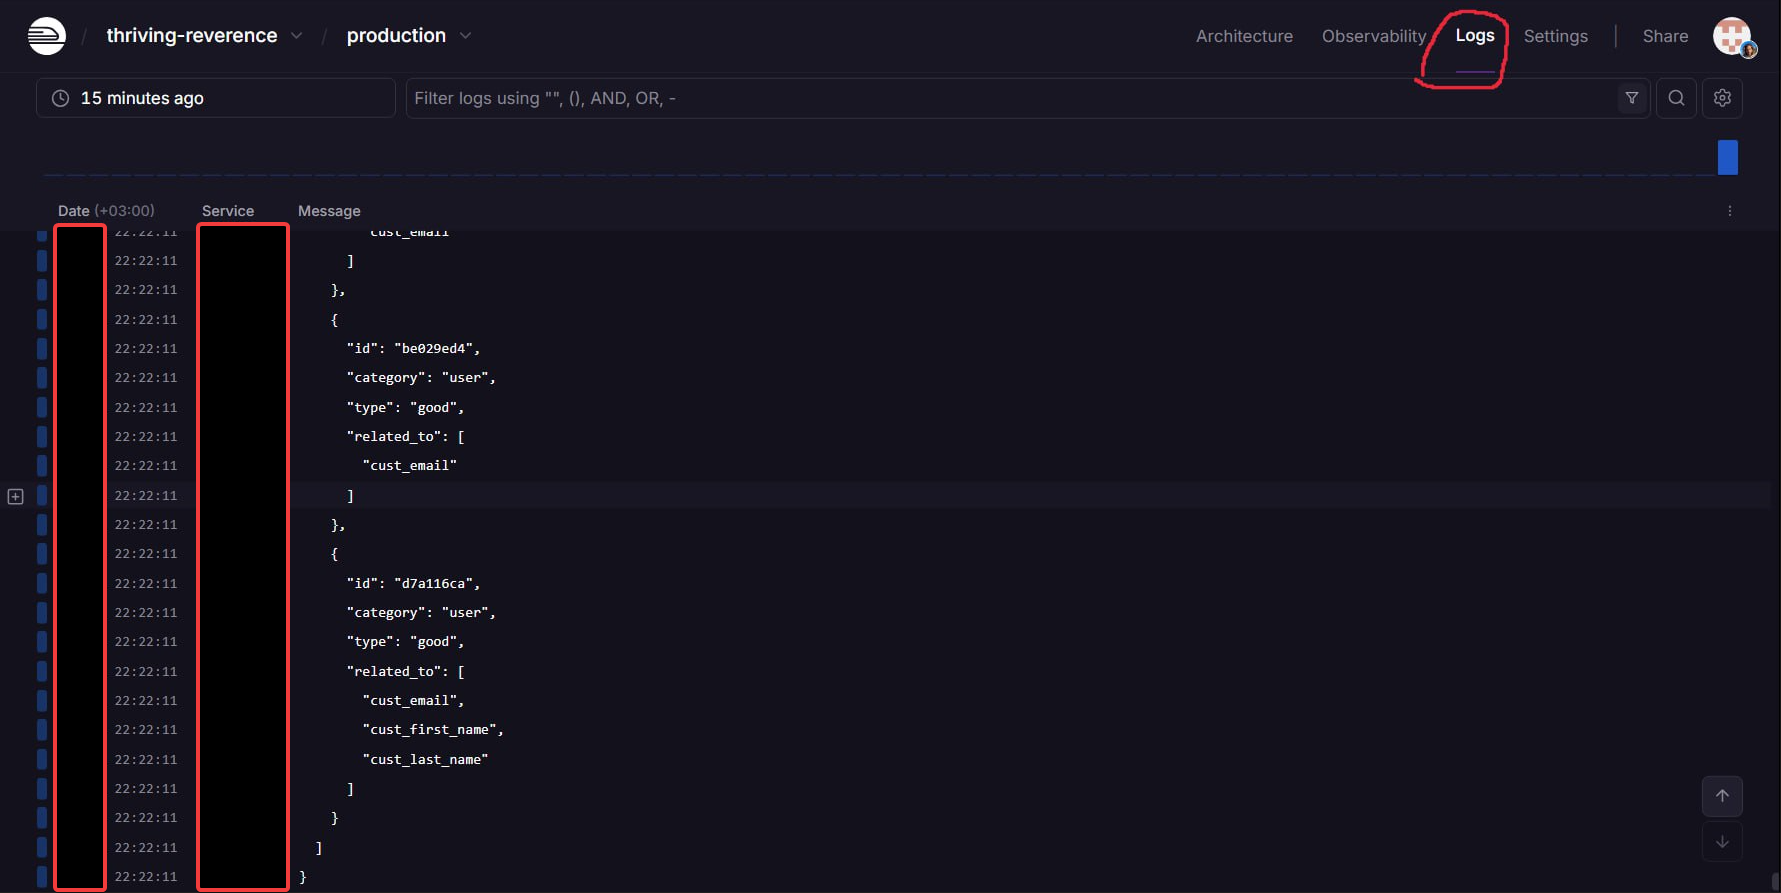 / thriving-reverence / production
Architecture Observability Logs Settings | Share
15 minutes ago
Filter logs using "", (), AND, OR, -
Date (+03:00) Service Message
22:22:11 "cust_email"
22:22:11 ]
22:22:11 },
22:22:11 {
22:22:11 "id": "be029ed4",
22:22:11 "category": "user",
22:22:11 "type": "good",
22:22:11 "related_to": [
22:22:11 "cust_email"
22:22:11 ]
22:22:11 },
22:22:11 {
22:22:11 "id": "d7a116ca",
22:22:11 "category": "user",
22:22:11 "type": "good",
22:22:11 "related_to": [
22:22:11 "cust_email",
22:22:11 "cust_first_name",
22:22:11 "cust_last_name"
22:22:11 ]
22:22:11 }
22:22:11 ]
22:22:11 }